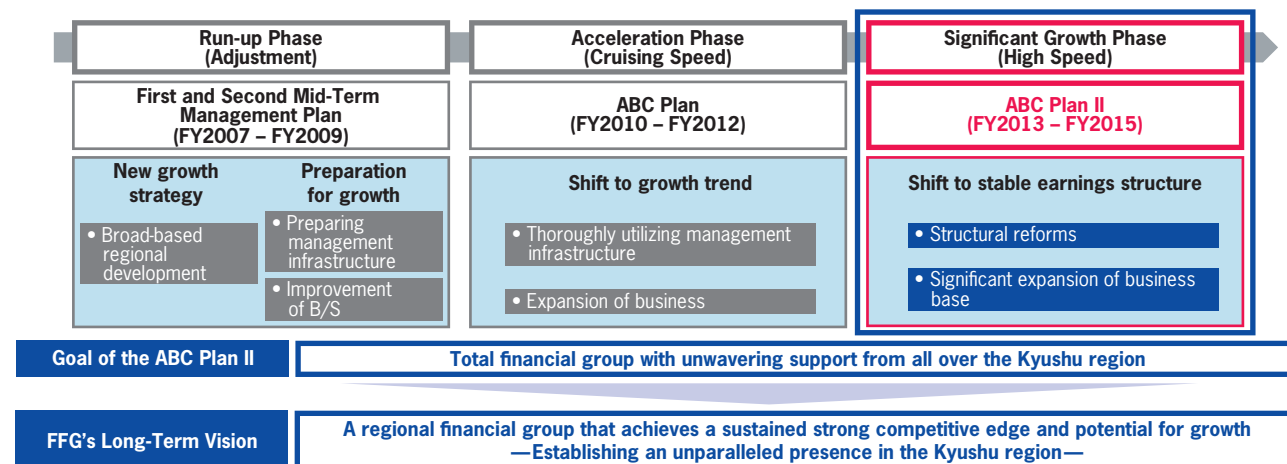 Run-up Phase
(Adjustment)
Acceleration Phase
(Cruising Speed)
Significant Growth Phase
(High Speed)
First and Second Mid-Term
Management Plan
(FY2007 – FY2009)
ABC Plan
(FY2010 – FY2012)
ABC Plan II
(FY2013 – FY2015)
New growth
strategy
• Broad-based
regional
development
Preparation
for growth
• Preparing
management
infrastructure
• Improvement
of B/S
Shift to growth trend
• Thoroughly utilizing management
infrastructure
• Expansion of business
Shift to stable earnings structure
• Structural reforms
• Significant expansion of business
base
Goal of the ABC Plan II
Total financial group with unwavering support from all over the Kyushu region
FFG's Long-Term Vision
A regional financial group that achieves a sustained strong competitive edge and potential for growth
—Establishing an unparalleled presence in the Kyushu region—